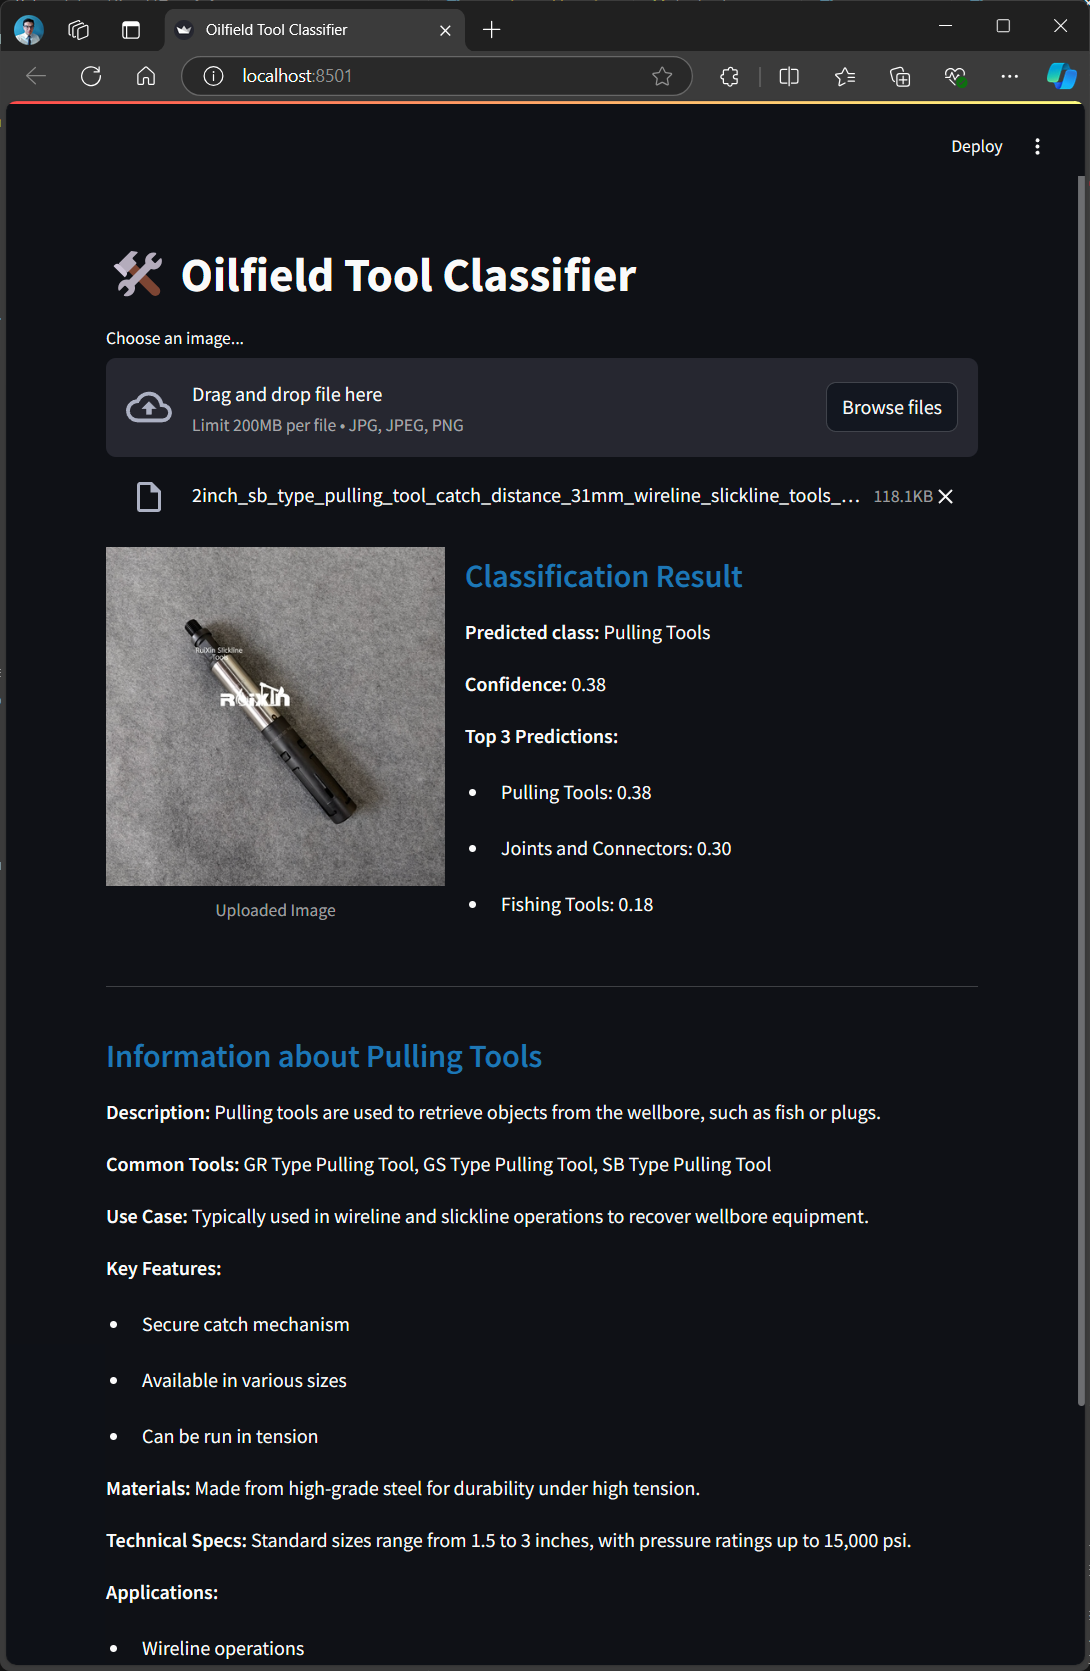 Oilfield Tool Classifier
localhost:8501
Deploy
Oilfield Tool Classifier
Choose an image...
Drag and drop file here
Limit 200MB per file • JPG, JPEG, PNG
Browse files
2inch_sb_type_pulling_tool_catch_distance_31mm_wireline_slickline_tools_... 118.1KB
RuiXin Slickline
Tools
RuiXin
Uploaded Image
Classification Result
Predicted class: Pulling Tools
Confidence: 0.38
Top 3 Predictions:
• Pulling Tools: 0.38
• Joints and Connectors: 0.30
• Fishing Tools: 0.18
Information about Pulling Tools
Description: Pulling tools are used to retrieve objects from the wellbore, such as fish or plugs.
Common Tools: GR Type Pulling Tool, GS Type Pulling Tool, SB Type Pulling Tool
Use Case: Typically used in wireline and slickline operations to recover wellbore equipment.
Key Features:
• Secure catch mechanism
• Available in various sizes
• Can be run in tension
Materials: Made from high-grade steel for durability under high tension.
Technical Specs: Standard sizes range from 1.5 to 3 inches, with pressure ratings up to 15,000 psi.
Applications:
• Wireline operations